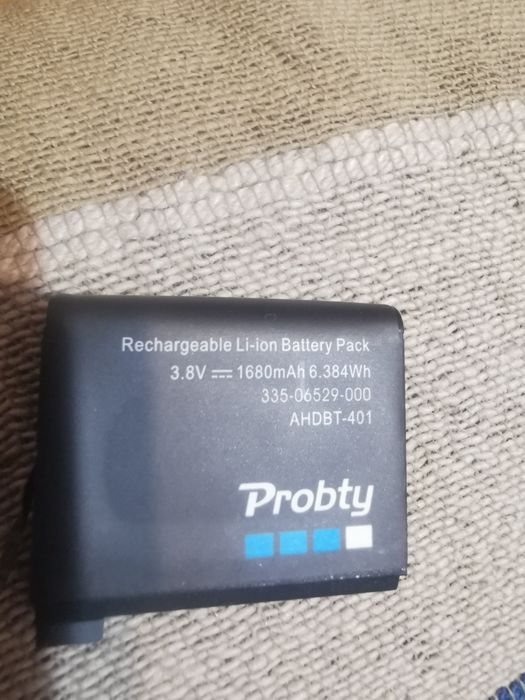 Rechargeable Li-ion Battery Pack
3.8V ⎓ 1680mAh 6.384Wh
335-06529-000
AHDBT-401
Probty